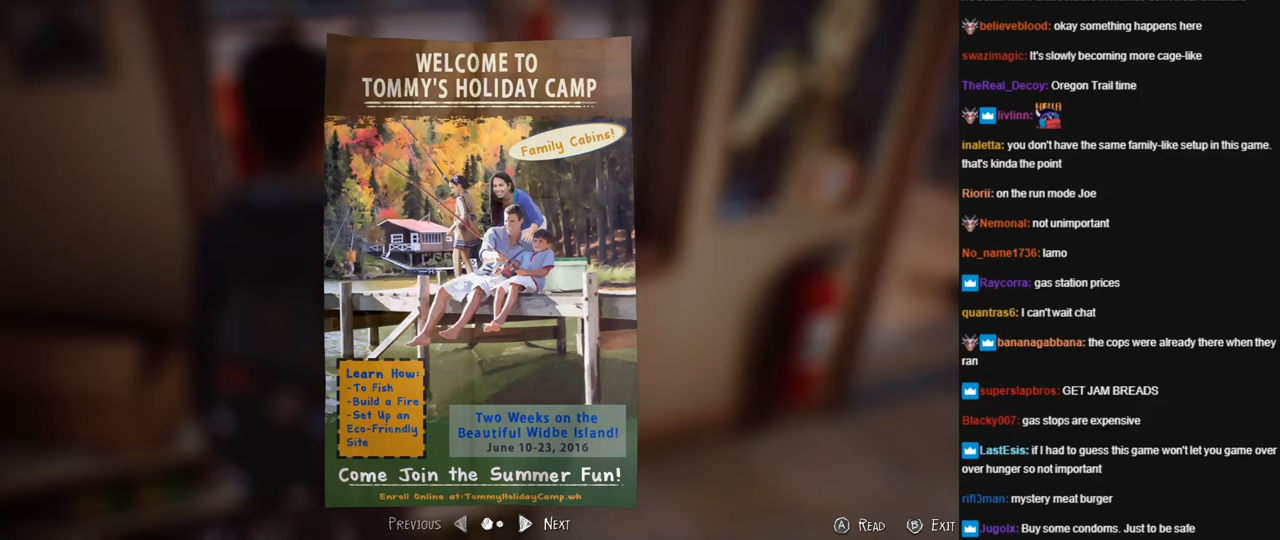 WELCOME TO
TOMMY'S HOLIDAY CAMP
Family Cabins!
Learn How:
-To Fish
-Build a Fire
-Set Up an
Eco-Friendly
Site
Two Weeks on the
Beautiful Widbe Island!
June 10-23, 2016
Come Join the Summer Fun!
Enroll Online at:TommyHolidayCamp.wh
Previous
Next
A Read
B Exit
believeblood: okay something happens here
swazimagic: It's slowly becoming more cage-like
TheReal_Decoy: Oregon Trail time
livlinn:
inaletta: you don't have the same family-like setup in this game.
that's kinda the point
Riorii: on the run mode Joe
Nemonal: not unimportant
No_name1736: lamo
Raycorra: gas station prices
quantras6: I can't wait chat
bananagabbana: the cops were already there when they
ran
superslapbros: GET JAM BREADS
Blacky007: gas stops are expensive
LastEsis: if I had to guess this game won't let you game over
over hunger so not important
rifl3man: mystery meat burger
Jugolx: Buy some condoms. Just to be safe